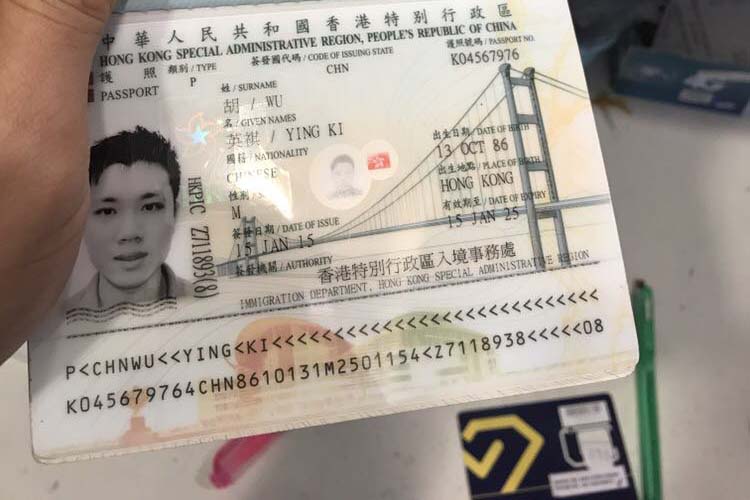 中華人民共和國香港特別行政區
HONG KONG SPECIAL ADMINISTRATIVE REGION, PEOPLE'S REPUBLIC OF CHINA
護照 類別 / TYPE 簽發國代碼 / CODE OF ISSUING STATE 護照號碼 / PASSPORT NO.
PASSPORT P CHN K04567976
姓 / SURNAME
胡 / WU
名 / GIVEN NAMES
英祺 / YING KI
國籍 / NATIONALITY 出生日期 / DATE OF BIRTH
CHINESE 13 OCT 86
性別 出生地點 / PLACE OF BIRTH
M HONG KONG
簽發日期 / DATE OF ISSUE 有效期至 / DATE OF EXPIRY
15 JAN 15 15 JAN 25
簽發機關 / AUTHORITY
香港特別行政區入境事務處
IMMIGRATION DEPARTMENT, HONG KONG SPECIAL ADMINISTRATIVE REGION
HKPIC Z711893(8)
P<CHNWU<<YING<KI<<<<<<<<<<<<<<<<<<<<<<<<<<<<
K045679764CHN8610131M2501154<Z7118938<<<<<08